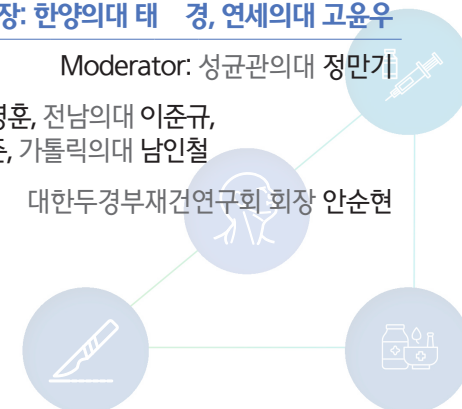 장: 한양의대 태 경, 연세의대 고윤우
Moderator: 성균관의대 정만기
영훈, 전남의대 이준규,
준, 가톨릭의대 남인철
대한두경부재건연구회 회장 안순현